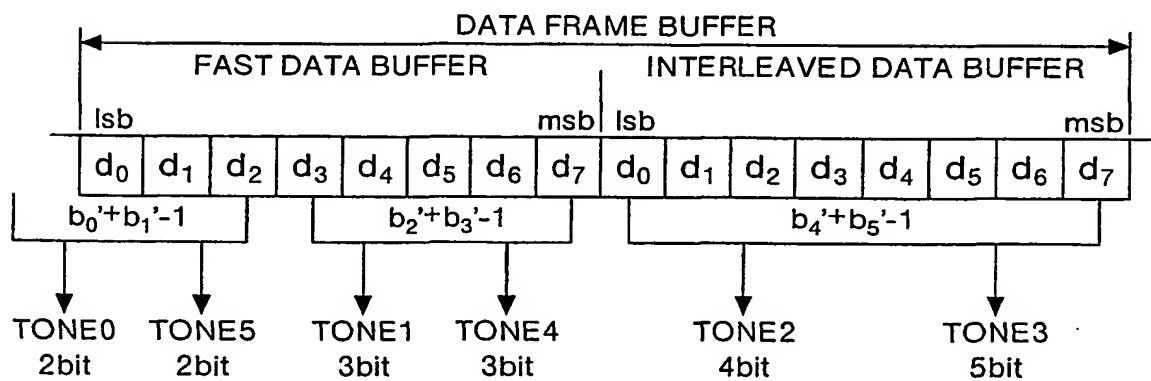 DATA FRAME BUFFER
FAST DATA BUFFER INTERLEAVED DATA BUFFER
lsb msb lsb msb
d₀ d₁ d₂ d₃ d₄ d₅ d₆ d₇ d₀ d₁ d₂ d₃ d₄ d₅ d₆ d₇
b₀'+b₁'-1 b₂'+b₃'-1 b₄'+b₅'-1
TONE0 TONE5 TONE1 TONE4 TONE2 TONE3
2bit 2bit 3bit 3bit 4bit 5bit